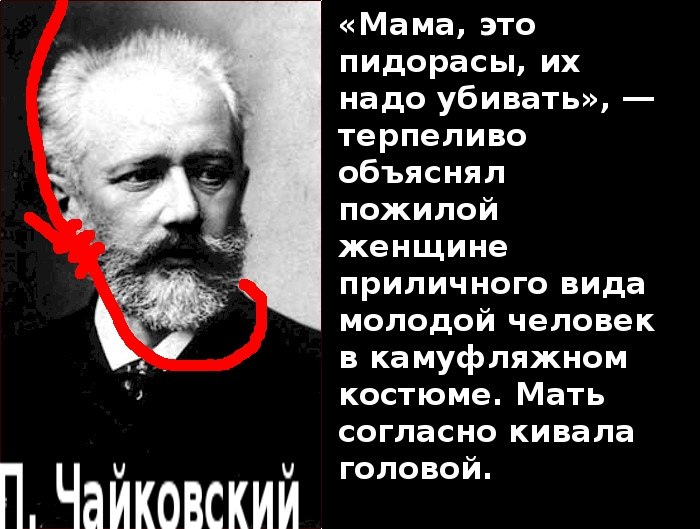 «Мама, это
пидорасы, их
надо убивать», —
терпеливо
объяснял
пожилой
женщине
приличного вида
молодой человек
в камуфляжном
костюме. Мать
согласно кивала
головой.
П. Чайковский